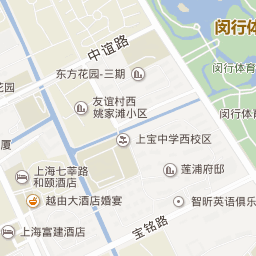 闵行体
中谊路
东方花园-三期
闵行体育
花园
友谊村西
姚家滩小区
闵行体育
厦
上宝中学西校区
上海七莘路
和颐酒店
莲浦府邸
越由大酒店婚宴
智昕英语俱乐
上海富建酒店
宝铭路